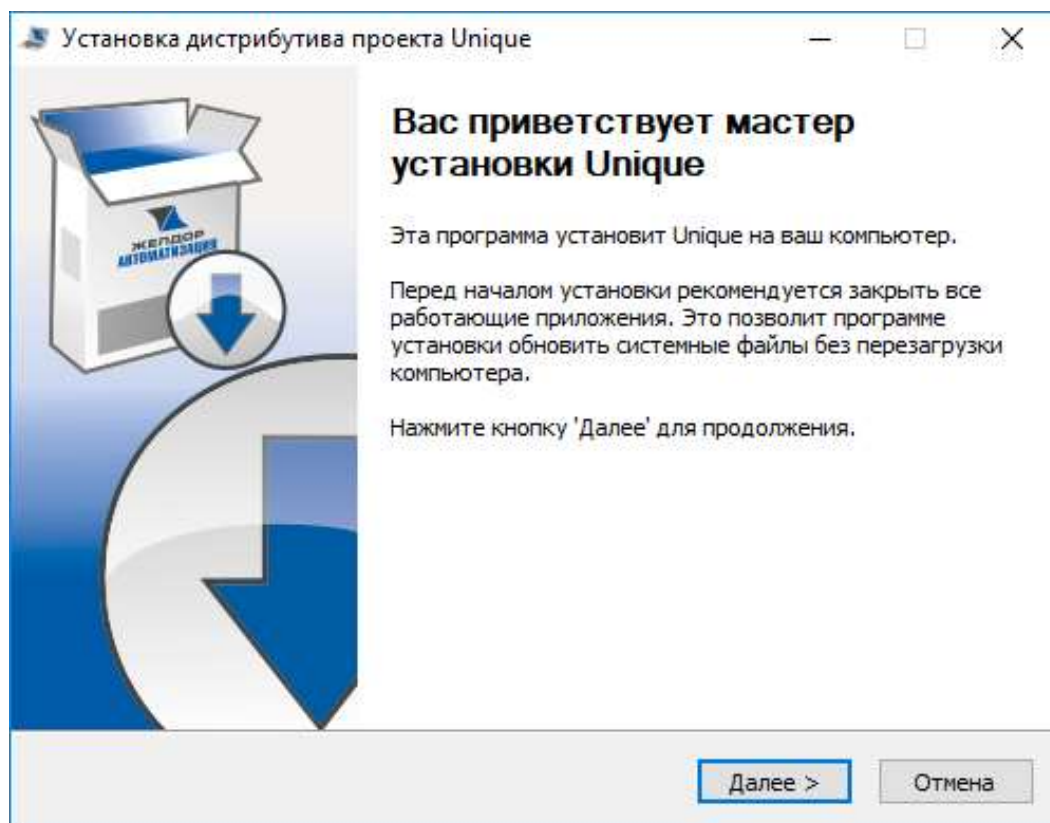 Установка дистрибутива проекта Unique
Вас приветствует мастер
установки Unique
Эта программа установит Unique на ваш компьютер.
Перед началом установки рекомендуется закрыть все
работающие приложения. Это позволит программе
установки обновить системные файлы без перезагрузки
компьютера.
Нажмите кнопку 'Далее' для продолжения.
ЖЕЛДОР
АВТОМАТИЗАЦИЯ
Далее >
Отмена